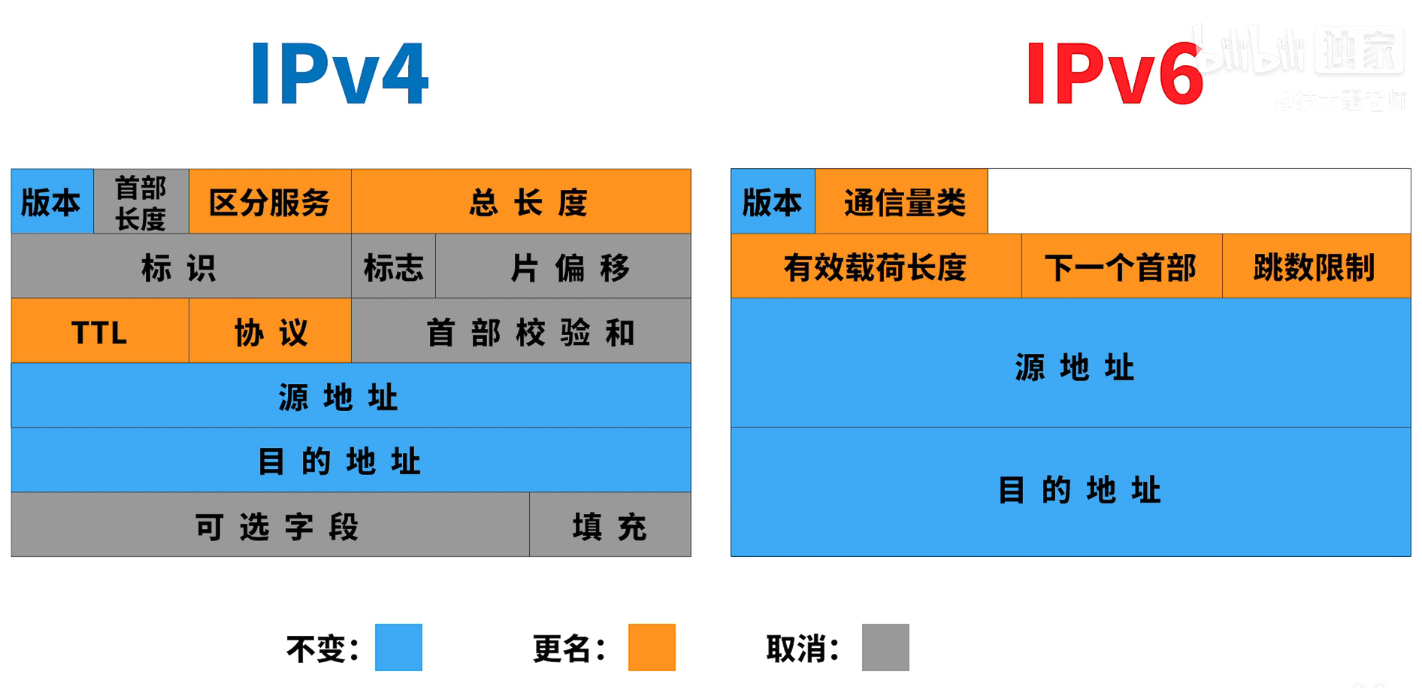 IPv4
IPv6
bilibili 独家
版本
首部
长度
区分服务
总长度
标识
标志
片偏移
TTL
协议
首部校验和
源地址
目的地址
可选字段
填充
版本
通信量类
有效载荷长度
下一个首部
跳数限制
源地址
目的地址
不变:
更名:
取消: